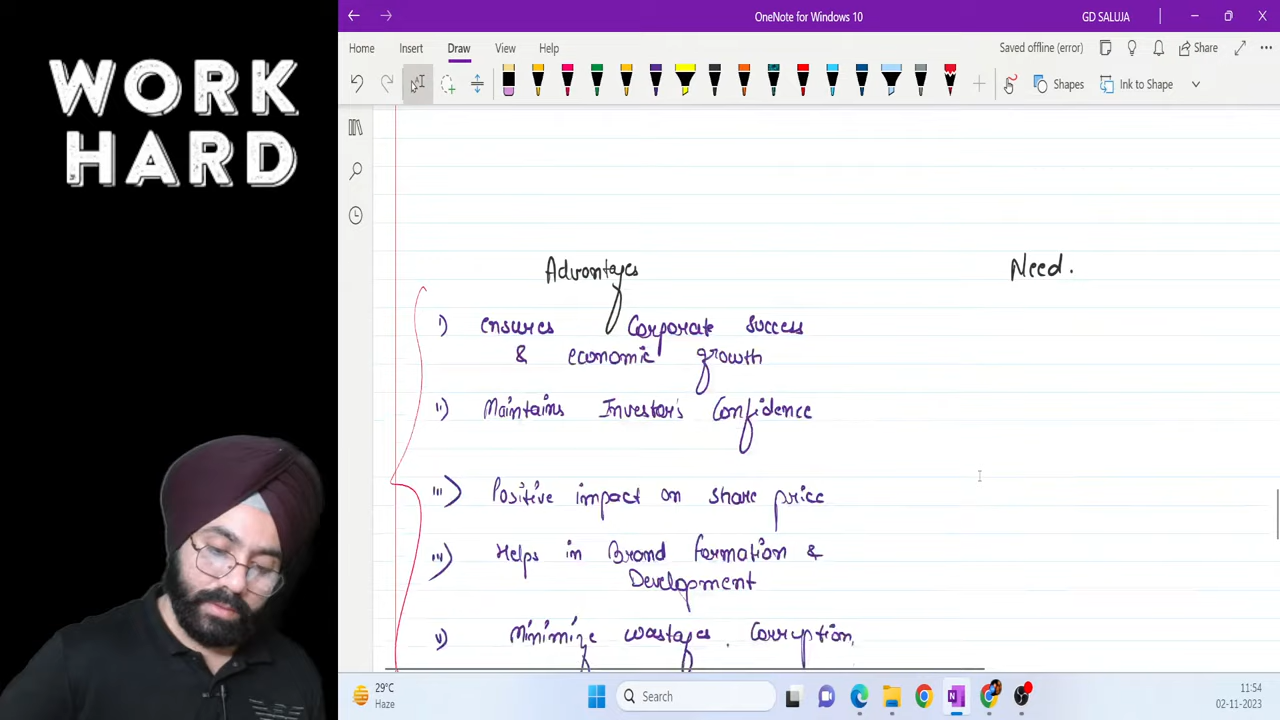 WORK
HARD
OneNote for Windows 10
GD SALUJA
Home
Insert
Draw
View
Help
Saved offline (error)
Share
Shapes
Ink to Shape
Advantages
Need.
i) ensures Corporate Success
& economic growth
ii) Maintains Investor's Confidence
iii) Positive impact on share price
iv) Helps in Brand formation &
Development
v) Minimize wastages. Corruption,
29°C
Haze
Search
11:54
02-11-2023